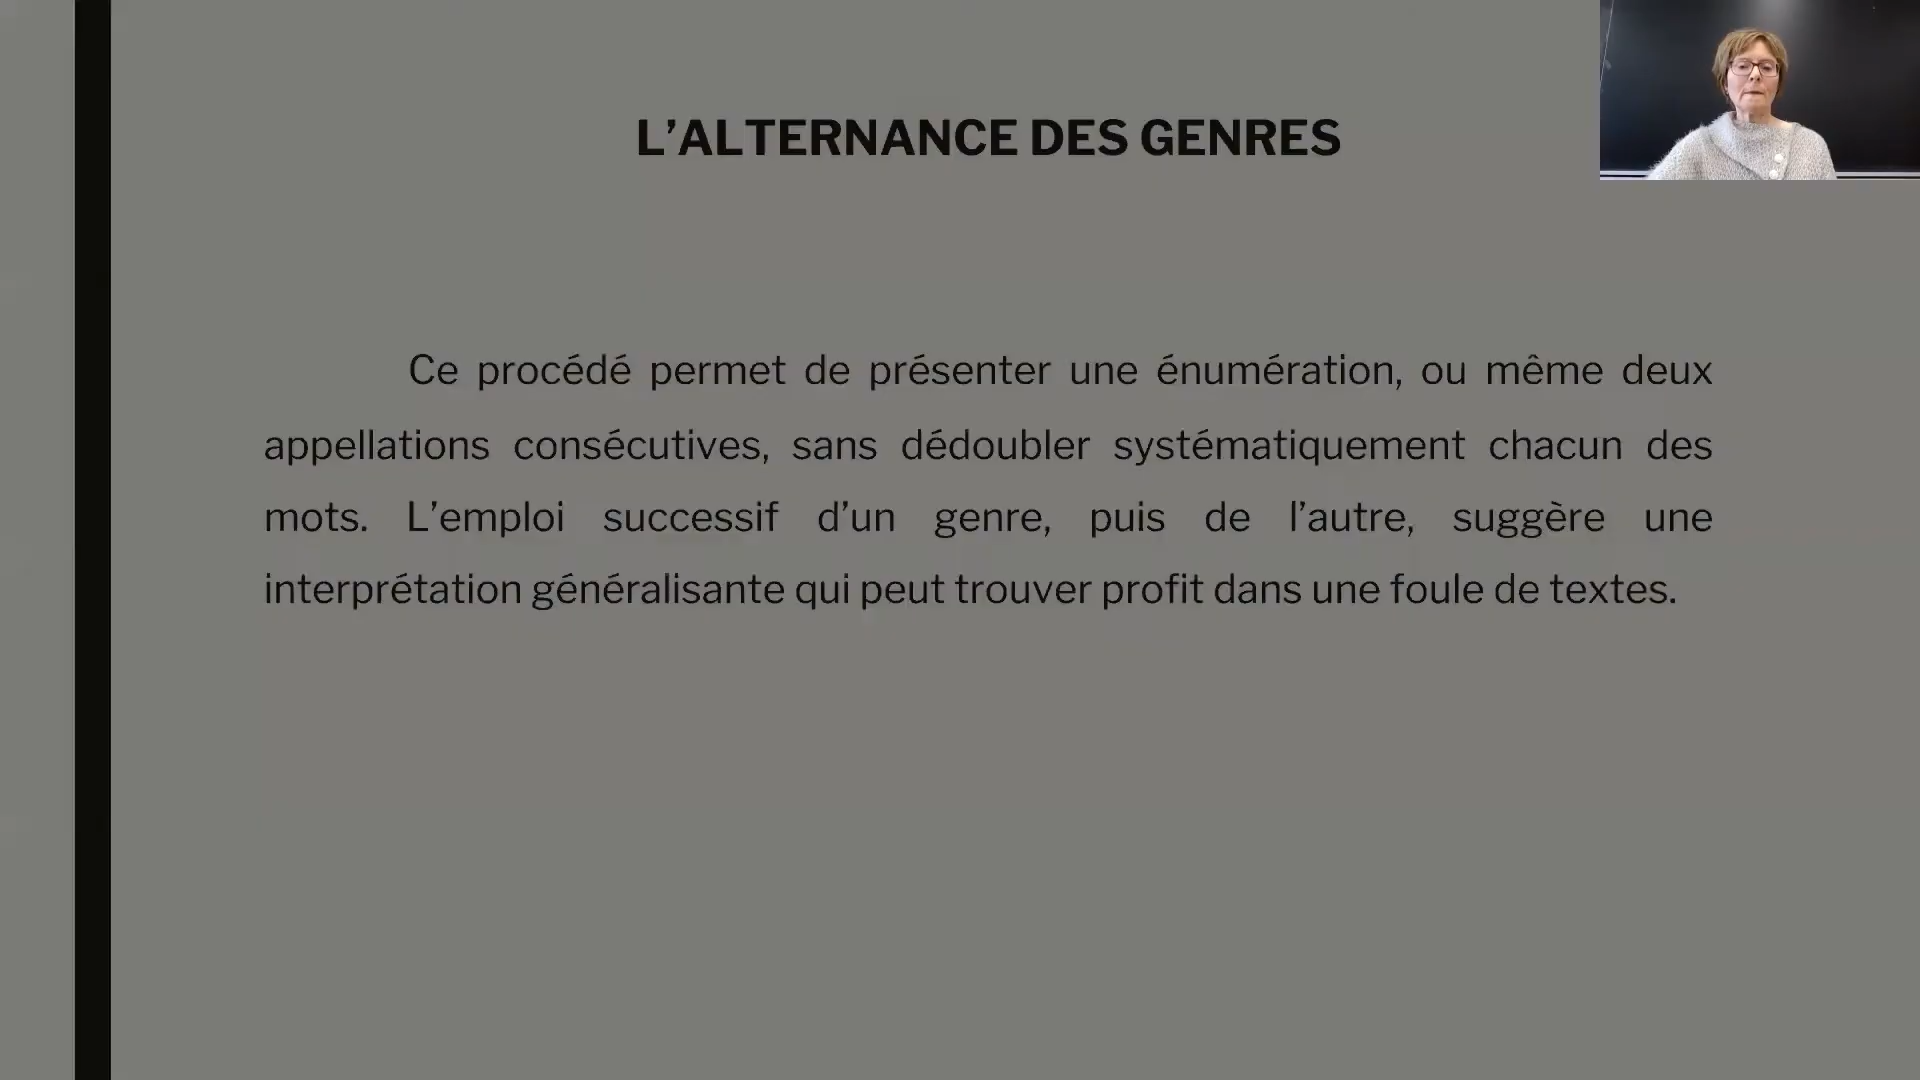 L’ALTERNANCE DES GENRES
Ce procédé permet de présenter une énumération, ou même deux
appellations consécutives, sans dédoubler systématiquement chacun des
mots. L’emploi successif d’un genre, puis de l’autre, suggère une
interprétation généralisante qui peut trouver profit dans une foule de textes.